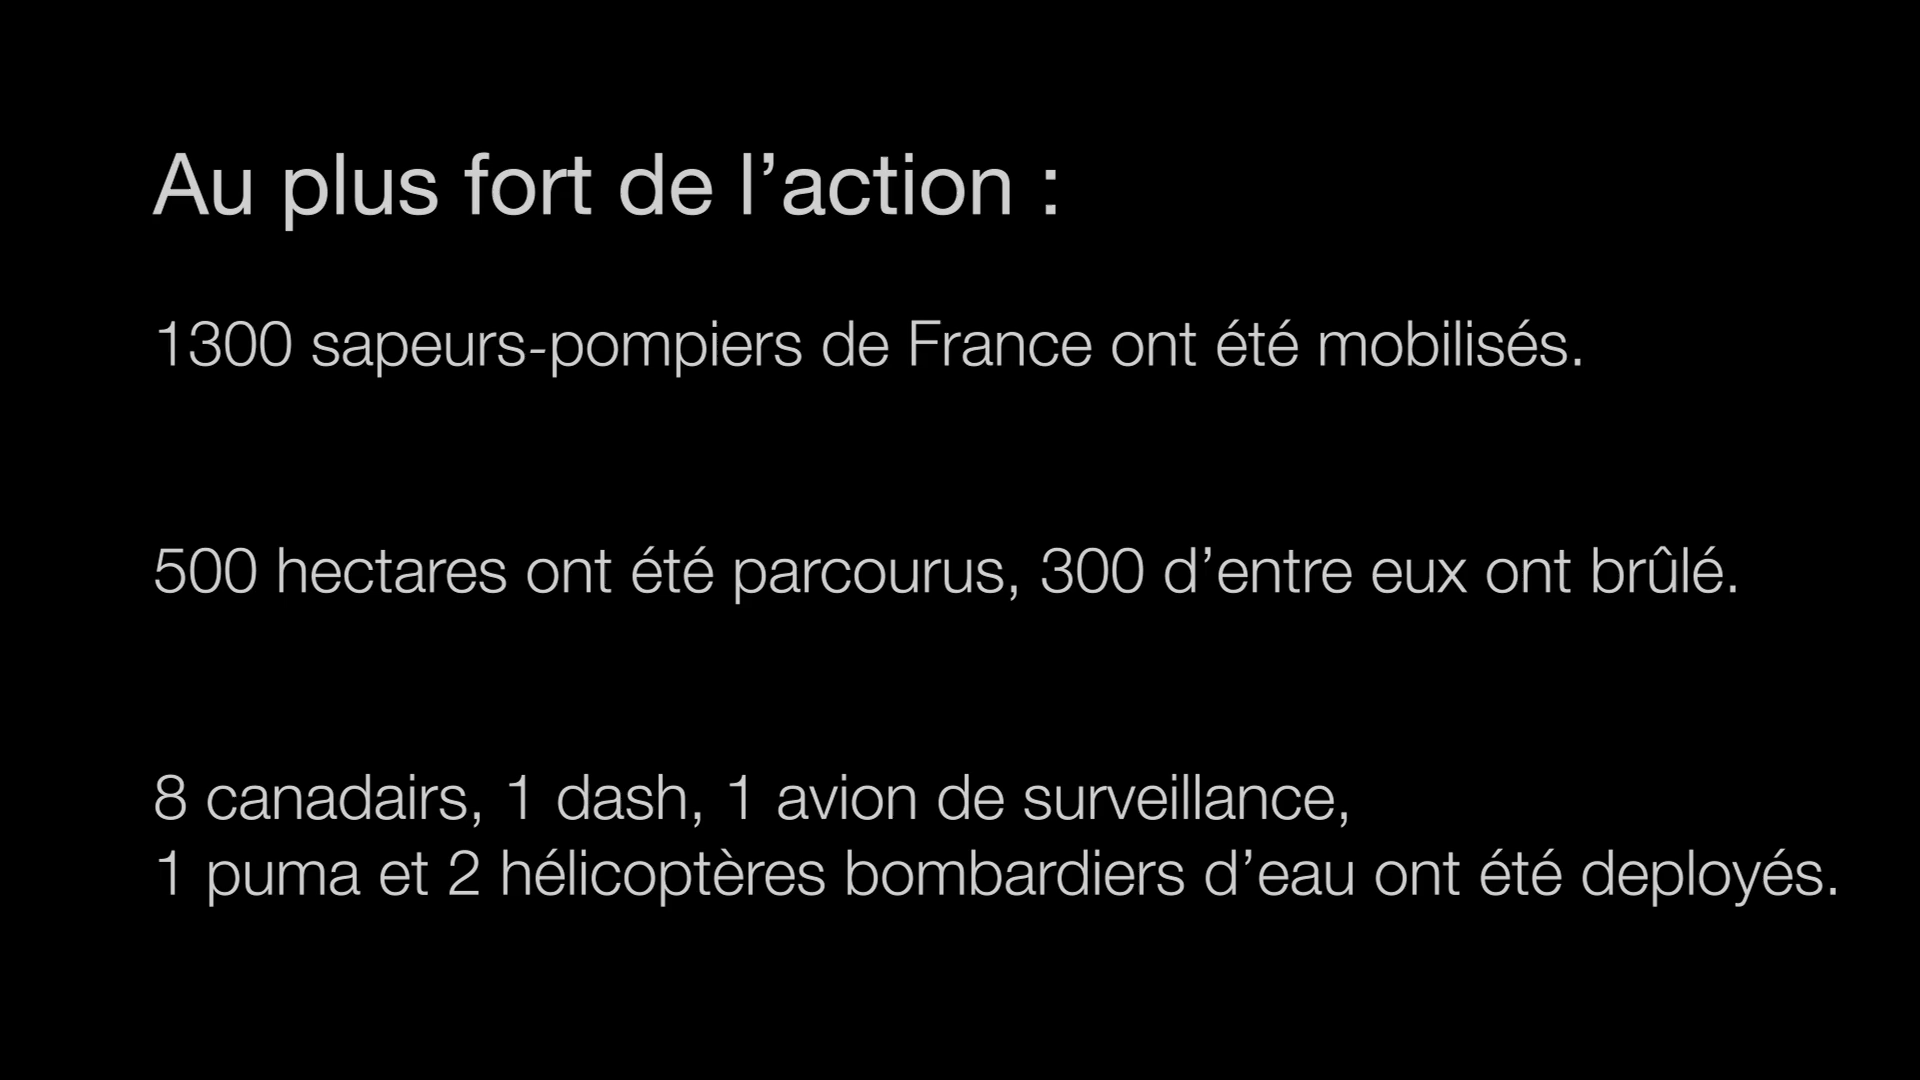 Au plus fort de l’action :
1300 sapeurs-pompiers de France ont été mobilisés.
500 hectares ont été parcourus, 300 d’entre eux ont brûlé.
8 canadairs, 1 dash, 1 avion de surveillance,
1 puma et 2 hélicoptères bombardiers d’eau ont été deployés.